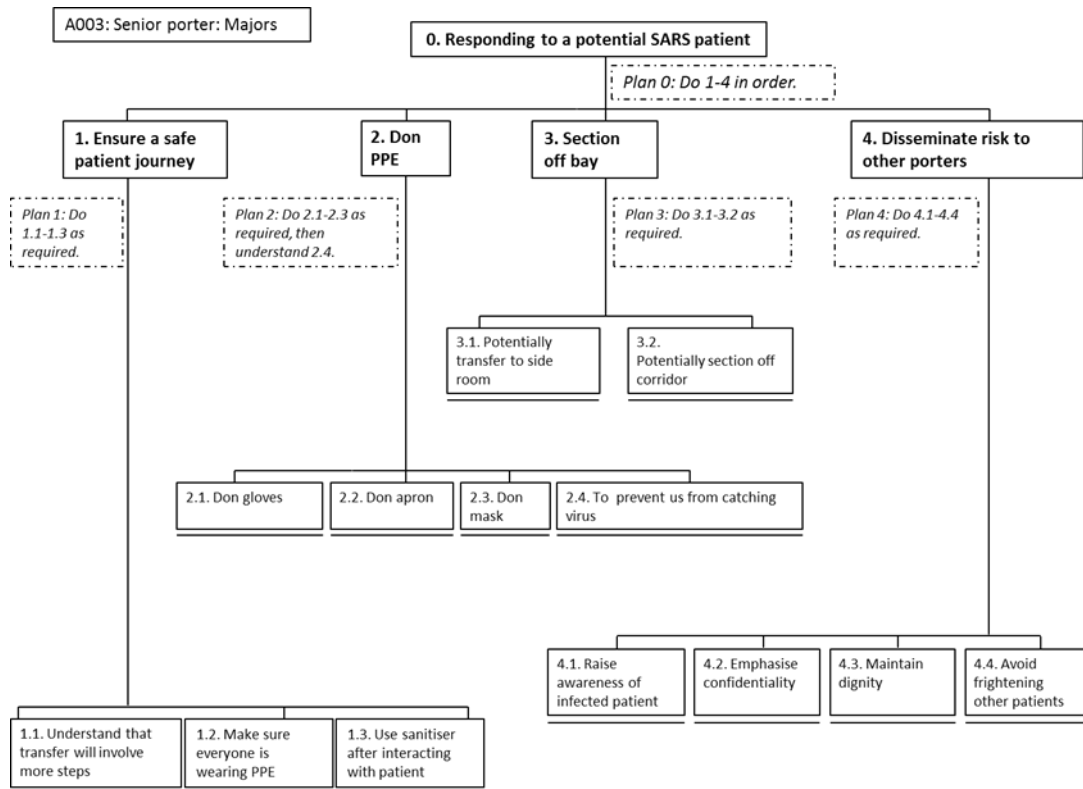 A003: Senior porter: Majors
0. Responding to a potential SARS patient
Plan 0: Do 1-4 in order.
1. Ensure a safe
patient journey
2. Don
PPE
3. Section
off bay
4. Disseminate risk to
other porters
Plan 1: Do
1.1-1.3 as
required.
Plan 2: Do 2.1-2.3 as
required, then
understand 2.4.
Plan 3: Do 3.1-3.2 as
required.
Plan 4: Do 4.1-4.4
as required.
3.1. Potentially
transfer to side
room
3.2.
Potentially section off
corridor
2.1. Don gloves
2.2. Don apron
2.3. Don
mask
2.4. To prevent us from catching
virus
4.1. Raise
awareness of
infected patient
4.2. Emphasise
confidentiality
4.3. Maintain
dignity
4.4. Avoid
frightening
other patients
1.1. Understand that
transfer will involve
more steps
1.2. Make sure
everyone is
wearing PPE
1.3. Use sanitiser
after interacting
with patient